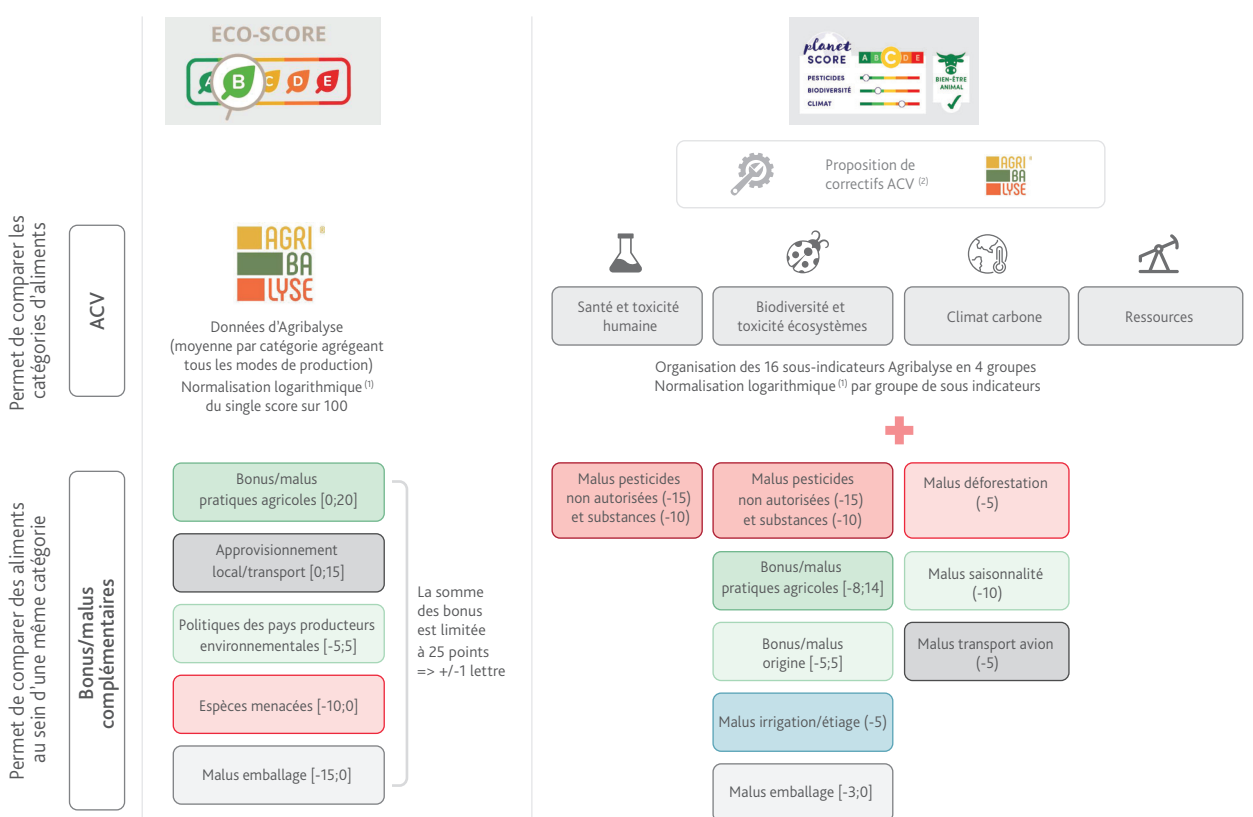 ECO-SCORE
A B C D E
planet
SCORE
A B C D E
PESTICIDES
BIODIVERSITÉ
CLIMAT
BIEN-ÊTRE
ANIMAL
Proposition de
correctifs ACV (2)
AGRI ®
BA
LYSE
Permet de comparer les
catégories d'aliments
ACV
AGRI ®
BA
LYSE
Données d'Agribalyse
(moyenne par catégorie agrégeant
tous les modes de production)
Normalisation logarithmique (1)
du single score sur 100
Santé et toxicité
humaine
Biodiversité et
toxicité écosystèmes
Climat carbone
Ressources
Organisation des 16 sous-indicateurs Agribalyse en 4 groupes
Normalisation logarithmique (1) par groupe de sous indicateurs
Permet de comparer des aliments
au sein d'une même catégorie
Bonus/malus
complémentaires
Bonus/malus
pratiques agricoles [0;20]
Approvisionnement
local/transport [0;15]
Politiques des pays producteurs
environnementales [-5;5]
Espèces menacées [-10;0]
Malus emballage [-15;0]
La somme
des bonus
est limitée
à 25 points
=> +/-1 lettre
Malus pesticides
non autorisées (-15)
et substances (-10)
Malus pesticides
non autorisées (-15)
et substances (-10)
Bonus/malus
pratiques agricoles [-8;14]
Bonus/malus
origine [-5;5]
Malus irrigation/étiage (-5)
Malus emballage [-3;0]
Malus déforestation
(-5)
Malus saisonnalité
(-10)
Malus transport avion
(-5)